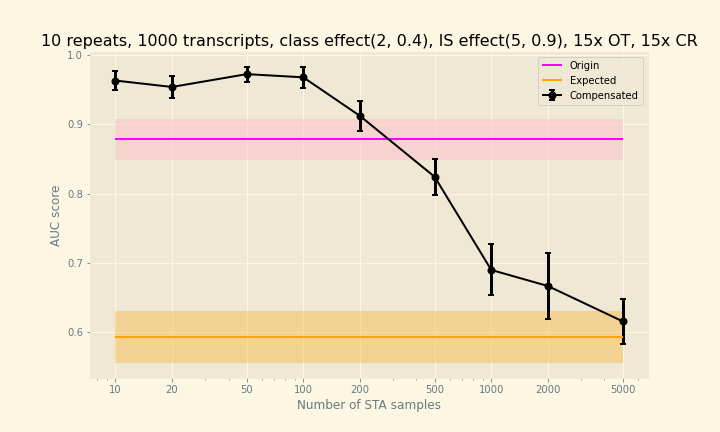 10 repeats, 1000 transcripts, class effect(2, 0.4), IS effect(5, 0.9), 15x OT, 15x CR
Origin
Expected
Compensated
AUC score
1.0
0.9
0.8
0.7
0.6
10 20 50 100 200 500 1000 2000 5000
Number of STA samples